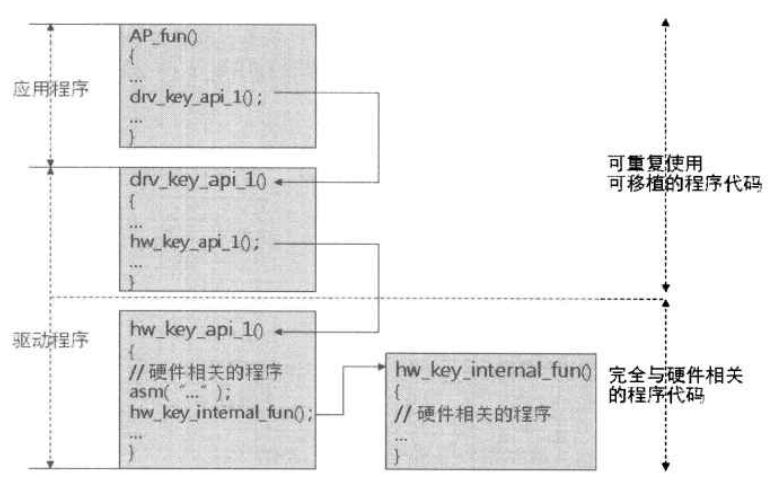 应用程序
AP_fun()
{
...
drv_key_api_1();
...
}
drv_key_api_1()
{
...
hw_key_api_1();
...
}
可重复使用
可移植的程序代码
驱动程序
hw_key_api_1()
{
//硬件相关的程序
asm( "..." );
hw_key_internal_fun();
...
}
hw_key_internal_fun()
{
//硬件相关的程序
...
}
完全与硬件相关
的程序代码